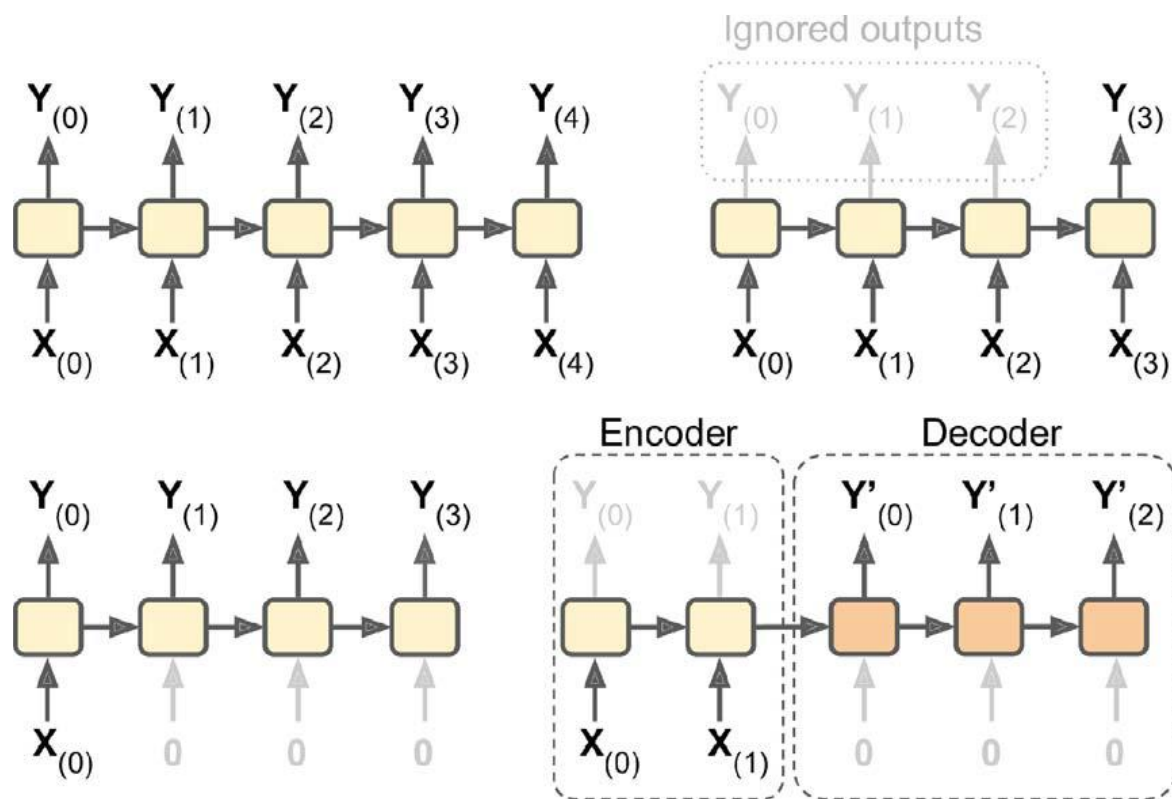 Ignored outputs
Y(0) Y(1) Y(2) Y(3) Y(4)
Y(0) Y(1) Y(2) Y(3)
X(0) X(1) X(2) X(3) X(4)
X(0) X(1) X(2) X(3)
Encoder
Decoder
Y(0) Y(1) Y(2) Y(3)
Y(0) Y(1)
Y'(0) Y'(1) Y'(2)
X(0) 0 0 0
X(0) X(1)
0 0 0